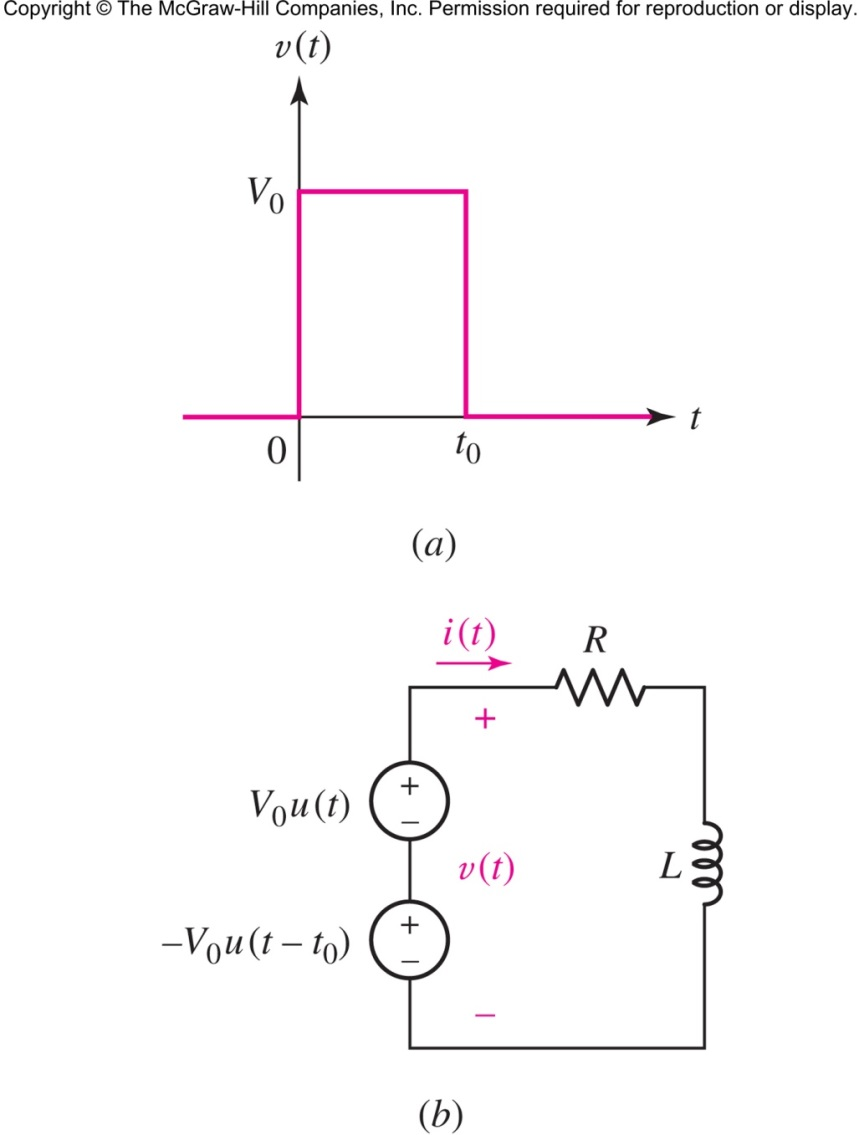 Copyright © The McGraw-Hill Companies, Inc. Permission required for reproduction or display.
v(t)
V₀
t
0
t₀
(a)
i(t)
R
+
V₀u(t)
+
–
v(t)
L
–V₀u(t – t₀)
+
–
–
(b)